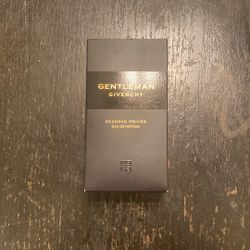 GENTLEMAN
GIVENCHY
RÉSERVE PRIVÉE
EAU DE PARFUM